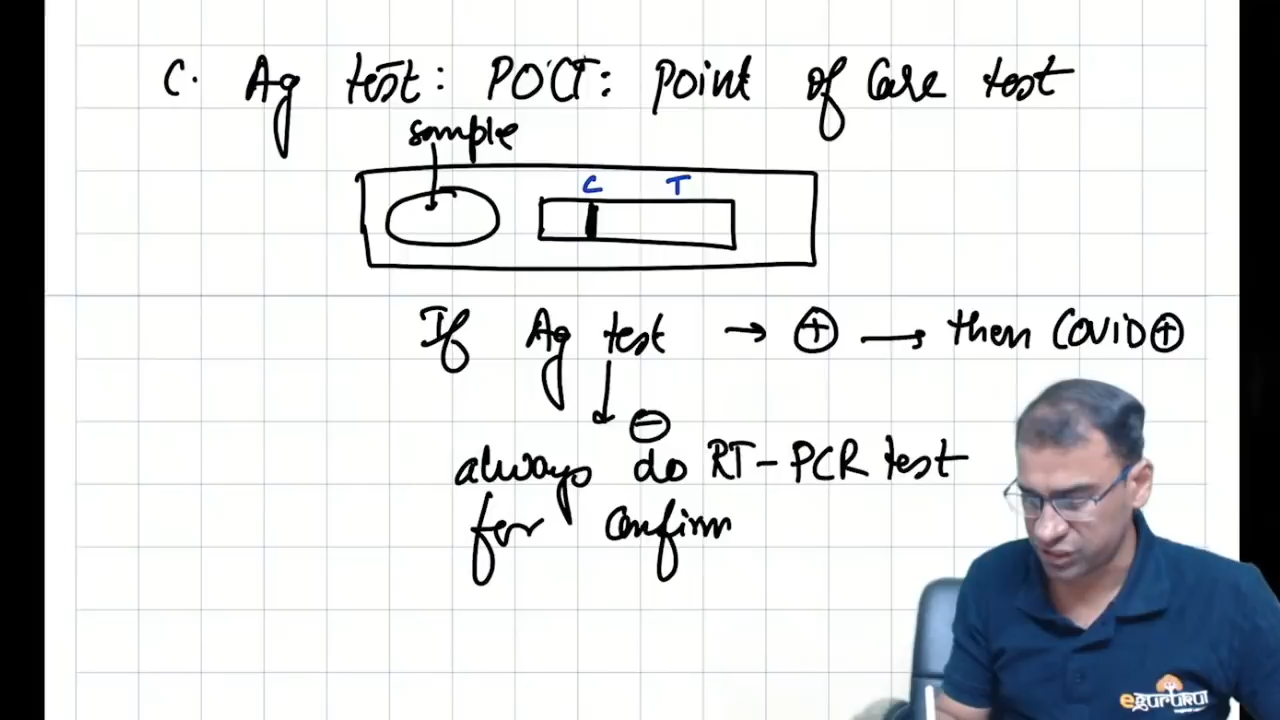 C. Ag test: POCT: Point of Care test
sample
C T
If Ag test → ⊕ → then COVID ⊕
↓ ⊖
always do RT-PCR test
for confirm
egurukul